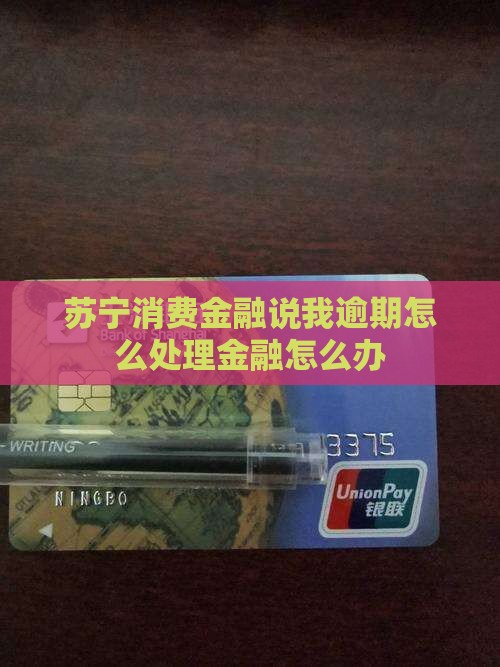 苏宁消费金融说我逾期怎
么处理金融怎么办
Bank of Shanghai
WRITING
3375
NINGBO
UnionPay
银联